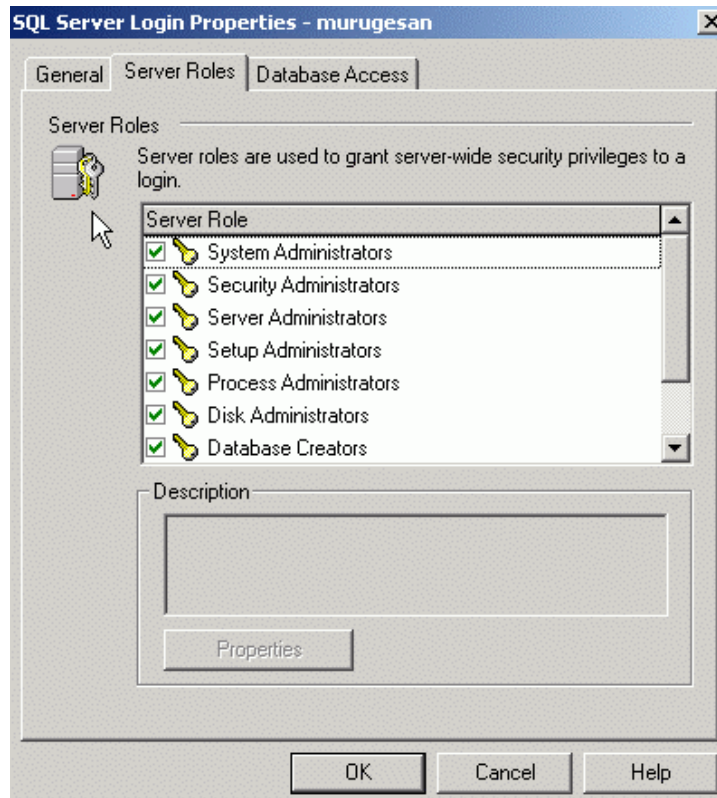 SQL Server Login Properties - murugesan
General
Server Roles
Database Access
Server Roles
Server roles are used to grant server-wide security privileges to a
login.
Server Role
System Administrators
Security Administrators
Server Administrators
Setup Administrators
Process Administrators
Disk Administrators
Database Creators
Description
Properties
OK
Cancel
Help